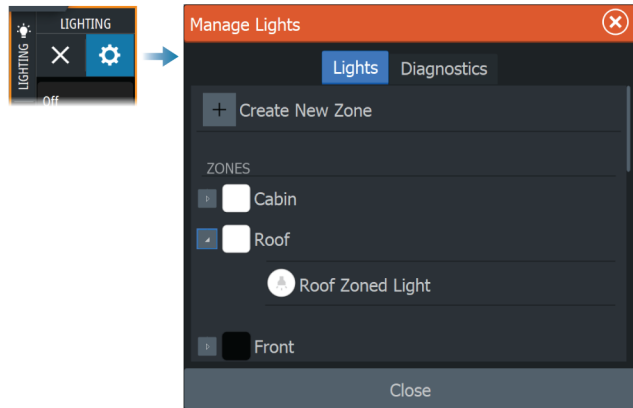 LIGHTING
LIGHTING
Off
Manage Lights
Lights Diagnostics
Create New Zone
ZONES
Cabin
Roof
Roof Zoned Light
Front
Close